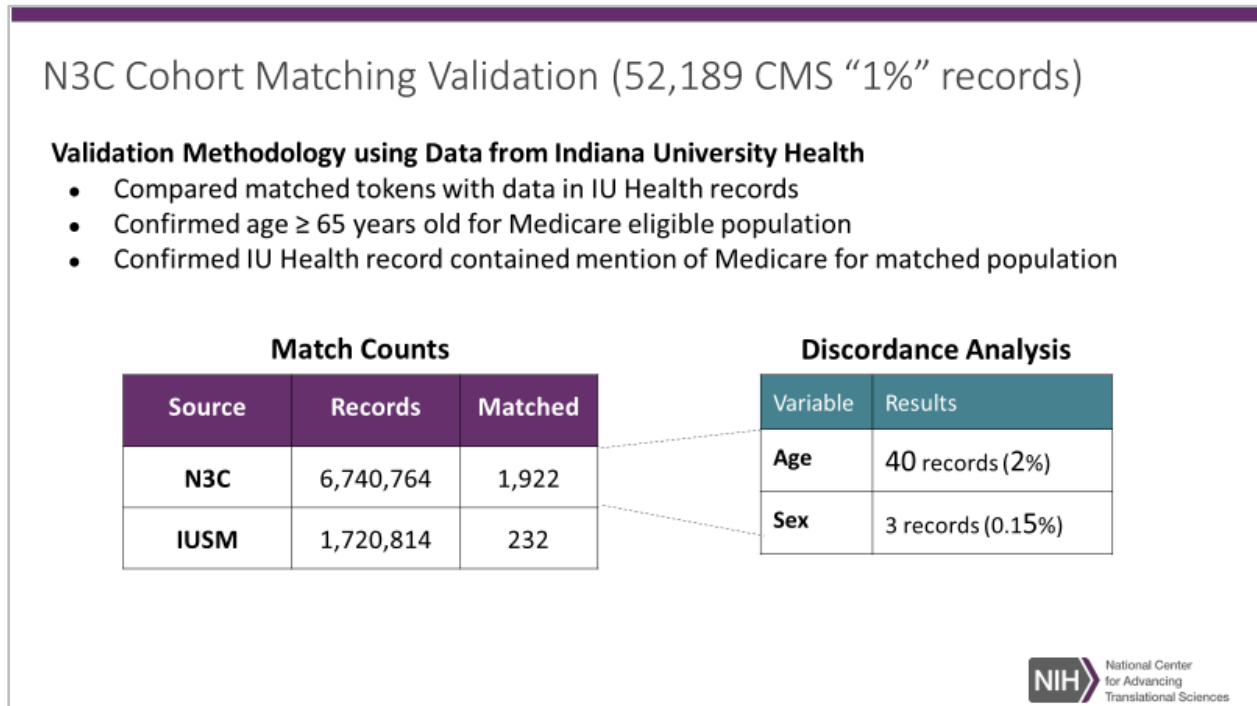 N3C Cohort Matching Validation (52,189 CMS “1%” records)
Validation Methodology using Data from Indiana University Health
● Compared matched tokens with data in IU Health records
● Confirmed age ≥ 65 years old for Medicare eligible population
● Confirmed IU Health record contained mention of Medicare for matched population
Match Counts
Source Records Matched
N3C 6,740,764 1,922
IUSM 1,720,814 232
Discordance Analysis
Variable Results
Age 40 records (2%)
Sex 3 records (0.15%)
NIH
National Center
for Advancing
Translational Sciences